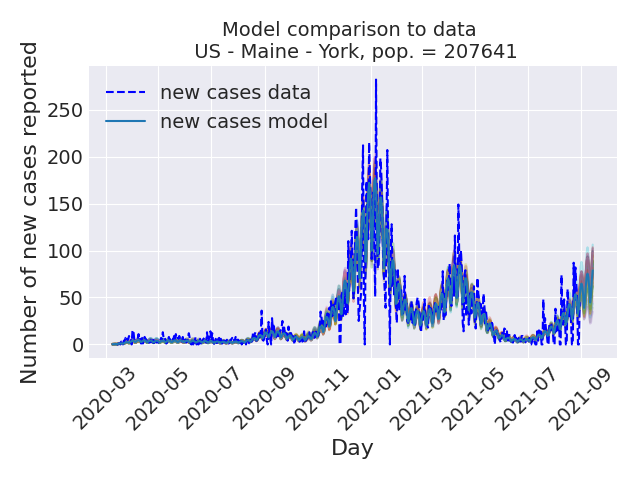 Model comparison to data
US - Maine - York, pop. = 207641
new cases data
new cases model
Number of new cases reported
250
200
150
100
50
0
2020-03
2020-05
2020-07
2020-09
2020-11
2021-01
2021-03
2021-05
2021-07
2021-09
Day